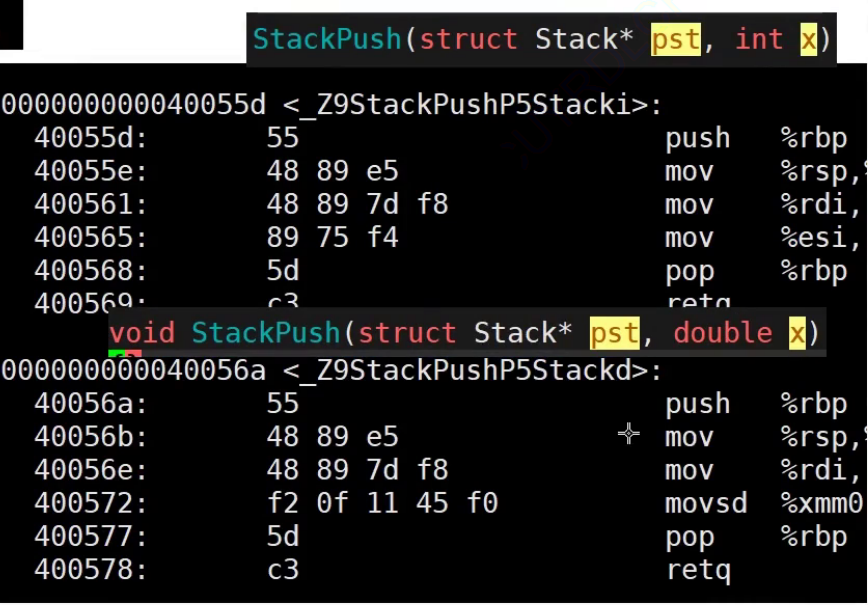 StackPush(struct Stack* pst, int x)
000000000040055d <_Z9StackPushP5Stacki>:
40055d: 55 push %rbp
40055e: 48 89 e5 mov %rsp,%
400561: 48 89 7d f8 mov %rdi,
400565: 89 75 f4 mov %esi,
400568: 5d pop %rbp
400569: c3 retq
void StackPush(struct Stack* pst, double x)
000000000040056a <_Z9StackPushP5Stackd>:
40056a: 55 push %rbp
40056b: 48 89 e5 mov %rsp,%
40056e: 48 89 7d f8 mov %rdi,
400572: f2 0f 11 45 f0 movsd %xmm0
400577: 5d pop %rbp
400578: c3 retq